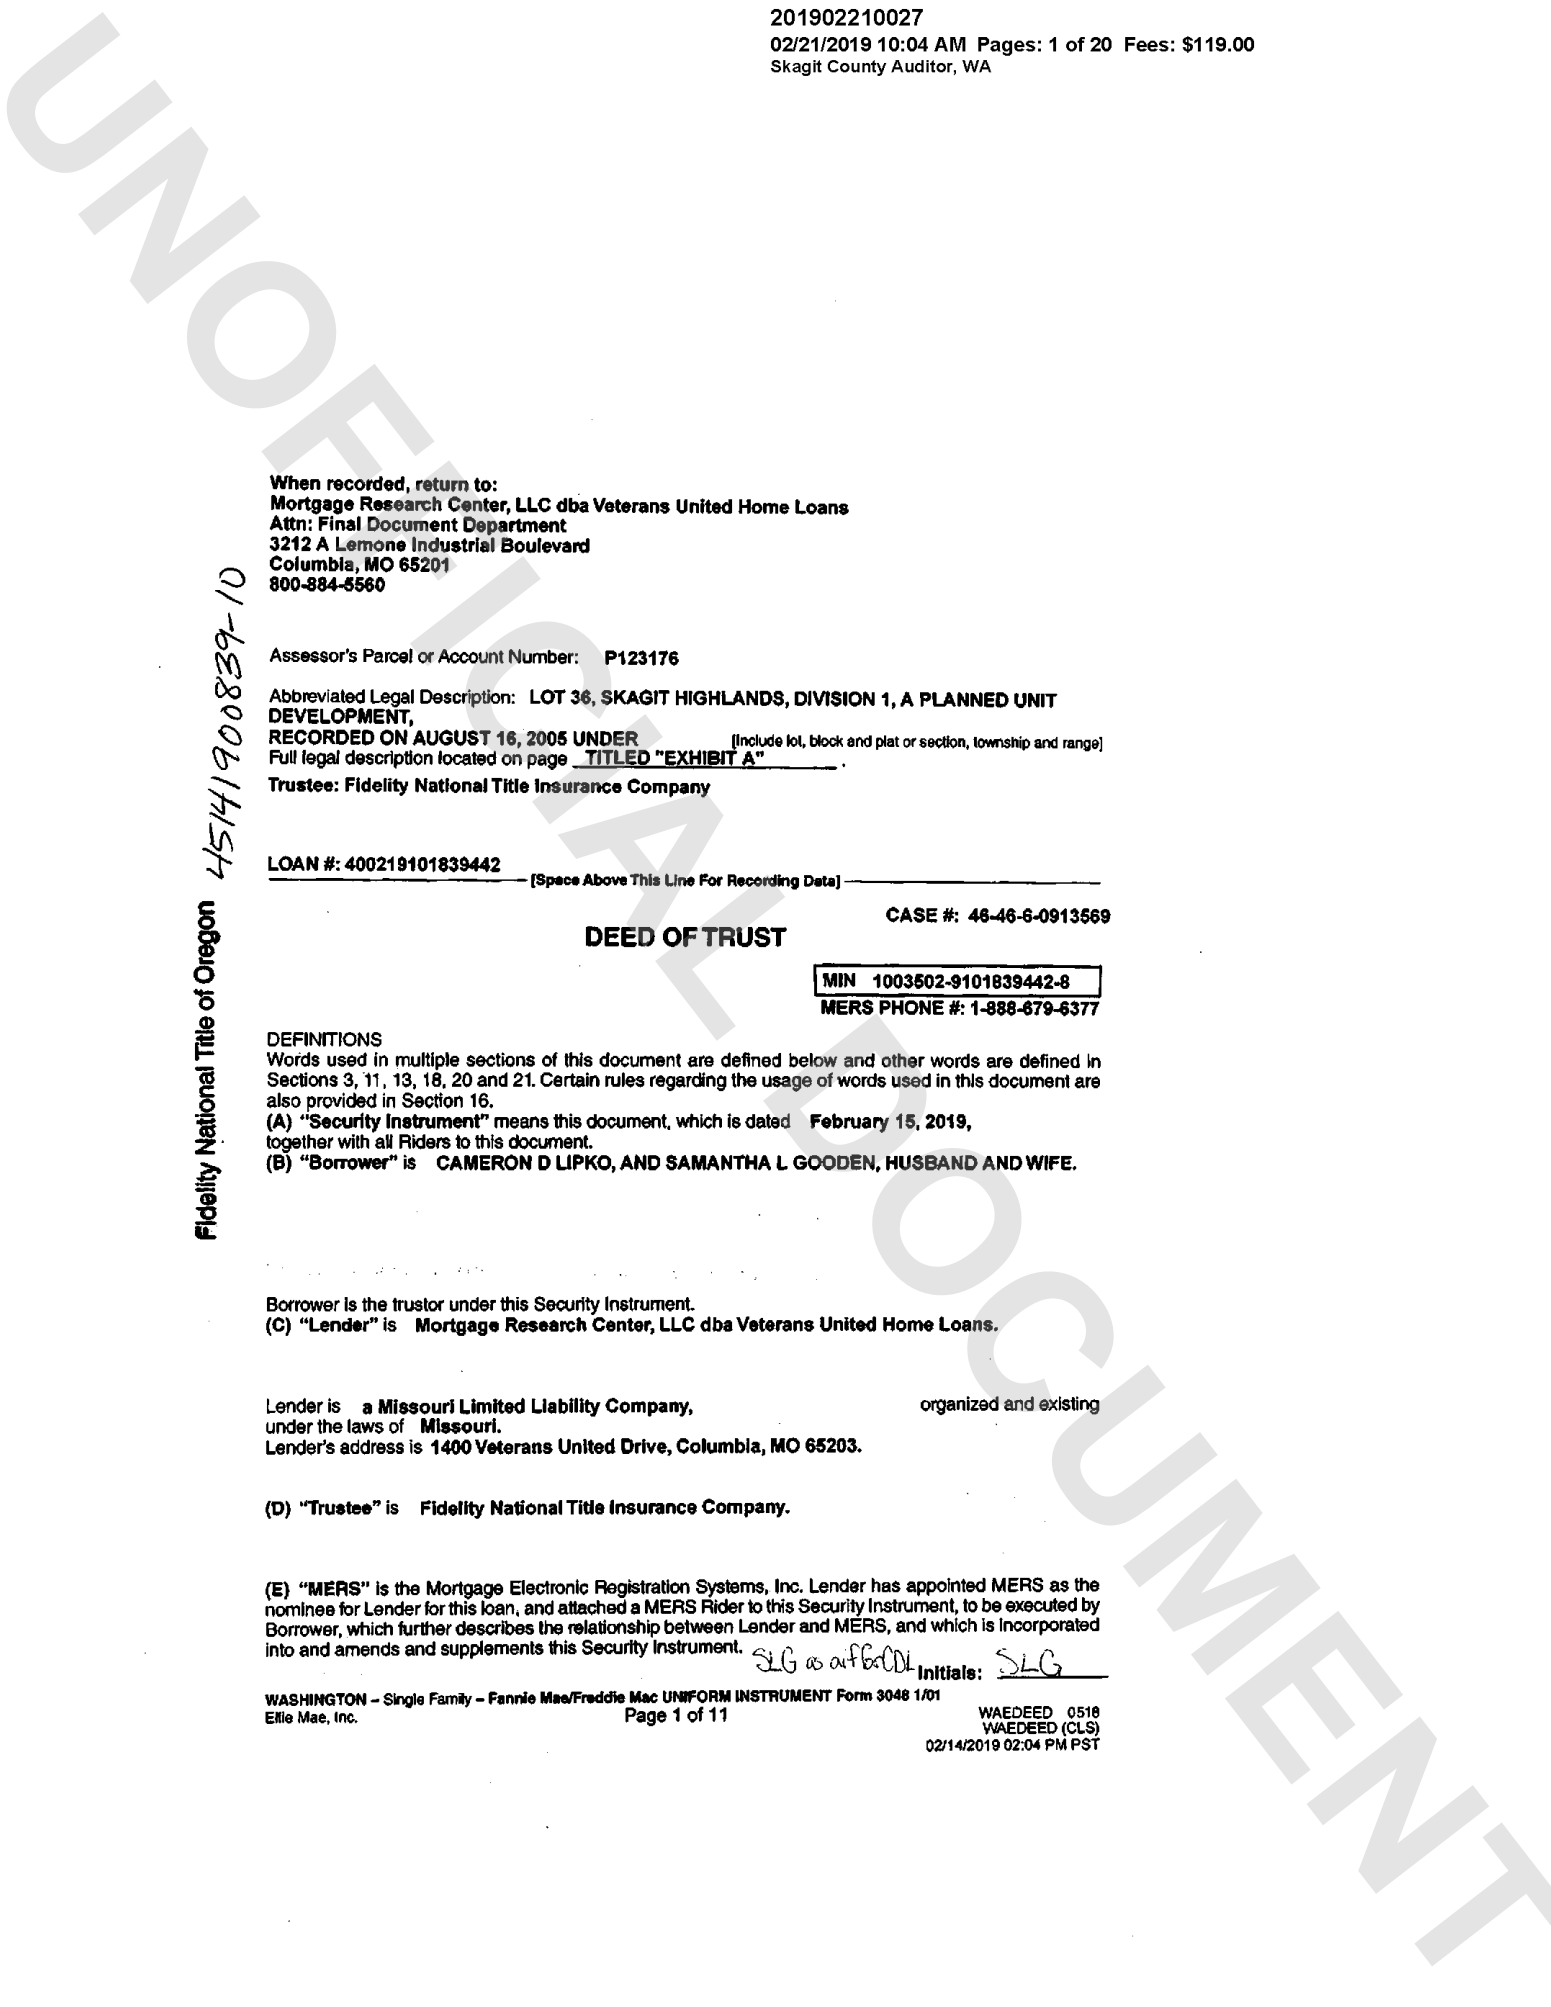 201902210027
02/21/2019 10:04 AM Pages: 1 of 20 Fees: $119.00
Skagit County Auditor, WA
UNOFFICIAL DOCUMENT
When recorded, return to:
Mortgage Research Center, LLC dba Veterans United Home Loans
Attn: Final Document Department
3212 A Lemone Industrial Boulevard
Columbia, MO 65201
800-884-5560
Fidelity National Title of Oregon 45141900839-10
Assessor's Parcel or Account Number: P123176
Abbreviated Legal Description: LOT 36, SKAGIT HIGHLANDS, DIVISION 1, A PLANNED UNIT
DEVELOPMENT,
RECORDED ON AUGUST 16, 2005 UNDER [Include lot, block and plat or section, township and range]
Full legal description located on page TITLED "EXHIBIT A" .
Trustee: Fidelity National Title Insurance Company
LOAN #: 400219101839442
[Space Above This Line For Recording Data]
CASE #: 46-46-6-0913569
DEED OF TRUST
MIN 1003502-9101839442-8
MERS PHONE #: 1-888-679-6377
DEFINITIONS
Words used in multiple sections of this document are defined below and other words are defined in
Sections 3, 11, 13, 18, 20 and 21. Certain rules regarding the usage of words used in this document are
also provided in Section 16.
(A) "Security Instrument" means this document, which is dated February 15, 2019,
together with all Riders to this document.
(B) "Borrower" is CAMERON D LIPKO, AND SAMANTHA L GOODEN, HUSBAND AND WIFE.
Borrower is the trustor under this Security Instrument.
(C) "Lender" is Mortgage Research Center, LLC dba Veterans United Home Loans.
Lender is a Missouri Limited Liability Company, organized and existing
under the laws of Missouri.
Lender's address is 1400 Veterans United Drive, Columbia, MO 65203.
(D) "Trustee" is Fidelity National Title Insurance Company.
(E) "MERS" is the Mortgage Electronic Registration Systems, Inc. Lender has appointed MERS as the
nominee for Lender for this loan, and attached a MERS Rider to this Security Instrument, to be executed by
Borrower, which further describes the relationship between Lender and MERS, and which is incorporated
into and amends and supplements this Security Instrument.
SLG as aif for CDL Initials: SLG
WASHINGTON – Single Family – Fannie Mae/Freddie Mac UNIFORM INSTRUMENT Form 3048 1/01
Ellie Mae, Inc. Page 1 of 11 WAEDEED 0518
WAEDEED (CLS)
02/14/2019 02:04 PM PST